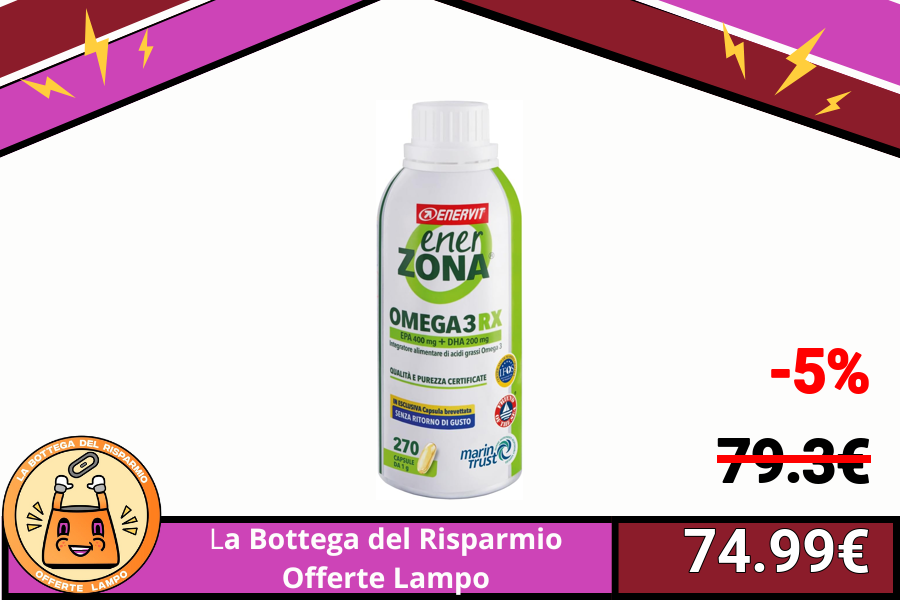 ENERVIT
ener
ZONA
OMEGA 3 RX
EPA 400 mg + DHA 200 mg
Integratore alimentare di acidi grassi Omega 3
QUALITÀ E PUREZZA CERTIFICATE
IFOS
IN ESCLUSIVA Capsula brevettata
SENZA RITORNO DI GUSTO
270
CAPSULE
DA 1 g
marin
Trust
-5%
79.3€
LA BOTTEGA DEL RISPARMIO
OFFERTE LAMPO
La Bottega del Risparmio
Offerte Lampo
74.99€